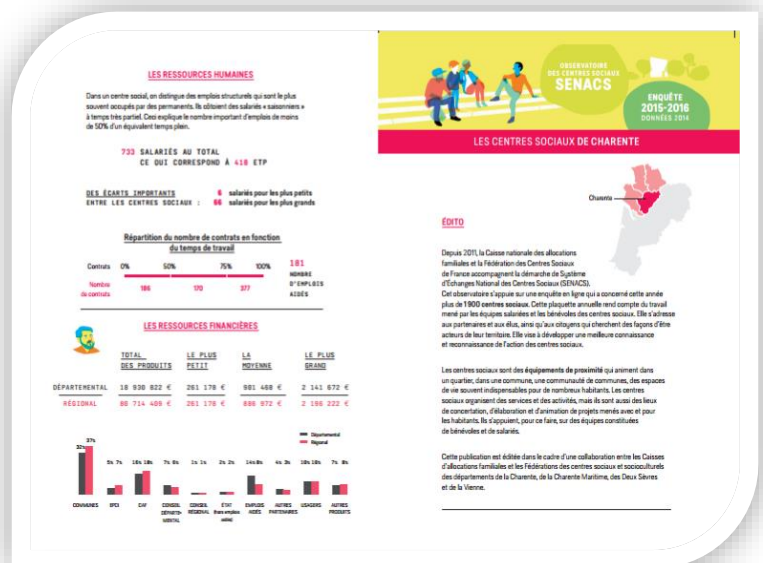 LES RESSOURCES HUMAINES
Dans un centre social, on distingue des emplois structurels qui sont le plus
souvent occupés par des permanents. Ils côtoient des salariés « saisonniers »
à temps très partiel. Ceci explique le nombre important d'emplois de moins
de 50% d'un équivalent temps plein.
733 SALARIÉS AU TOTAL
CE QUI CORRESPOND À 418 ETP
DES ÉCARTS IMPORTANTS 6 salariés pour les plus petits
ENTRE LES CENTRES SOCIAUX : 66 salariés pour les plus grands
Répartition du nombre de contrats en fonction
du temps de travail
Contrats 0% 50% 75% 100%
Nombre
de contrats 186 170 377
181
NOMBRE
D'EMPLOIS
AIDÉS
LES RESSOURCES FINANCIÈRES
TOTAL
DES PRODUITS
LE PLUS
PETIT
LA
MOYENNE
LE PLUS
GRAND
DÉPARTEMENTAL 18 930 822 € 261 178 € 901 468 € 2 141 672 €
RÉGIONAL 261 178 € 2 186 222 €
Départemental
Régional
32% 37%
5% 7%
16% 18%
7% 6%
1% 1%
2% 2%
14% 8%
4% 3%
10% 10%
7% 8%
COMMUNES
EPCI
CAF
CONSEIL
DÉPARTE-
MENTAL
CONSEIL
RÉGIONAL
ÉTAT
(hors emplois
aidés)
EMPLOIS
AIDÉS
AUTRES
PARTENAIRES
USAGERS
AUTRES
PRODUITS
OBSERVATOIRE
DES CENTRES SOCIAUX
SENACS
ENQUÊTE
2015-2016
DONNÉES 2014
LES CENTRES SOCIAUX DE CHARENTE
Charente
ÉDITO
Depuis 2011, la Caisse nationale des allocations
familiales et la Fédération des Centres Sociaux
de France accompagnent la démarche de Système
d'Échanges National des Centres Sociaux (SENACS).
Cet observatoire s'appuie sur une enquête en ligne qui a concerné cette année
plus de 1900 centres sociaux. Cette plaquette annuelle rend compte du travail
mené par les équipes salariées et les bénévoles des centres sociaux. Elle s'adresse
aux partenaires et aux élus, ainsi qu'aux citoyens qui cherchent des façons d'être
acteurs de leur territoire. Elle vise à développer une meilleure connaissance
et reconnaissance de l'action des centres sociaux.
Les centres sociaux sont des équipements de proximité qui animent dans
un quartier, dans une commune, une communauté de communes, des espaces
de vie souvent indispensables pour de nombreux habitants. Les centres
sociaux organisent des services et des activités, mais ils sont aussi des lieux
de concertation, d'élaboration et d'animation de projets menés avec et pour
les habitants. Ils s'appuient, pour ce faire, sur des équipes constituées
de bénévoles et de salariés.
Cette publication est éditée dans le cadre d'une collaboration entre les Caisses
d'allocations familiales et les Fédérations des centres sociaux et socioculturels
des départements de la Charente, de la Charente Maritime, des Deux Sèvres
et de la Vienne.